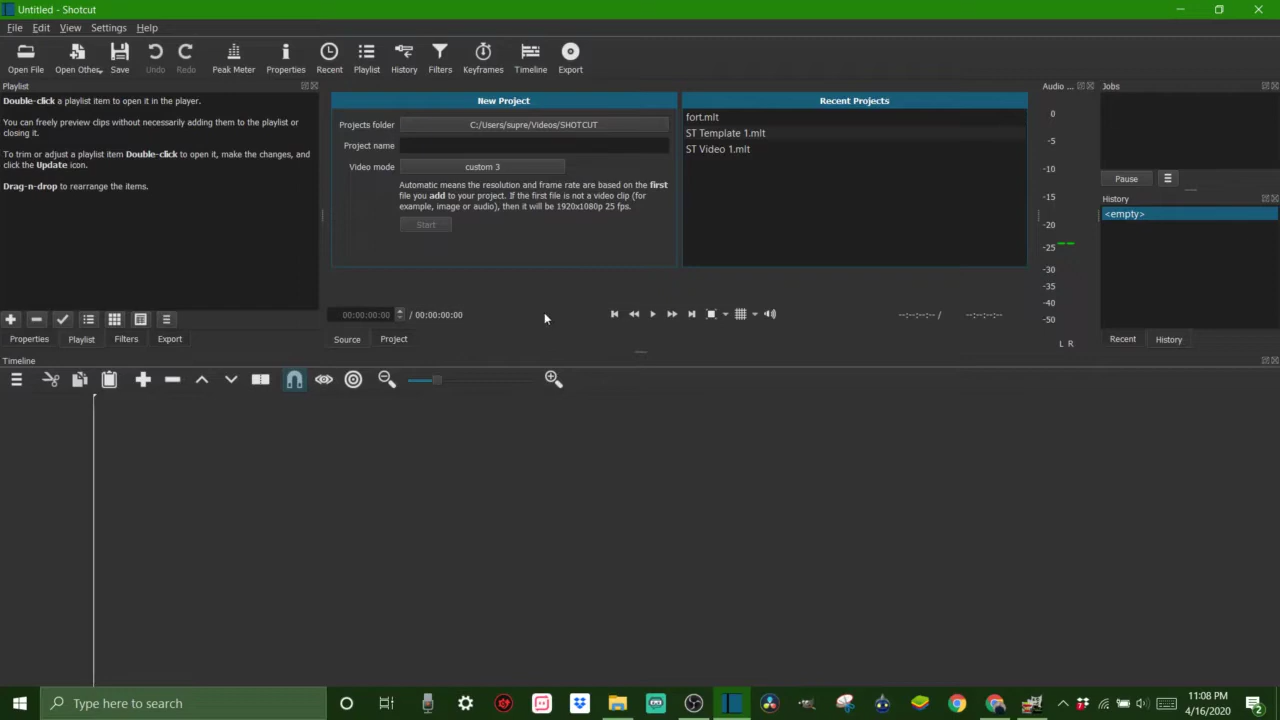 Untitled - Shotcut
File Edit View Settings Help
Open File Open Other.. Save Undo Redo Peak Meter Properties Recent Playlist History Filters Keyframes Timeline Export
Playlist
Double-click a playlist item to open it in the player.
You can freely preview clips without necessarily adding them to the playlist or
closing it.
To trim or adjust a playlist item Double-click to open it, make the changes, and
click the Update icon.
Drag-n-drop to rearrange the items.
Properties Playlist Filters Export
New Project
Projects folder C:/Users/supre/Videos/SHOTCUT
Project name
Video mode custom 3
Automatic means the resolution and frame rate are based on the first
file you add to your project. If the first file is not a video clip (for
example, image or audio), then it will be 1920x1080p 25 fps.
Start
Recent Projects
fort.mlt
ST Template 1.mlt
ST Video 1.mlt
00:00:00:00 / 00:00:00:00
--:--:--:-- / --:--:--:--
Source Project
Audio ...
0
-5
-10
-15
-20
-25
-30
-35
-40
-50
L R
Jobs
Pause
History
<empty>
Recent History
Timeline
Type here to search
11:08 PM
4/16/2020
2